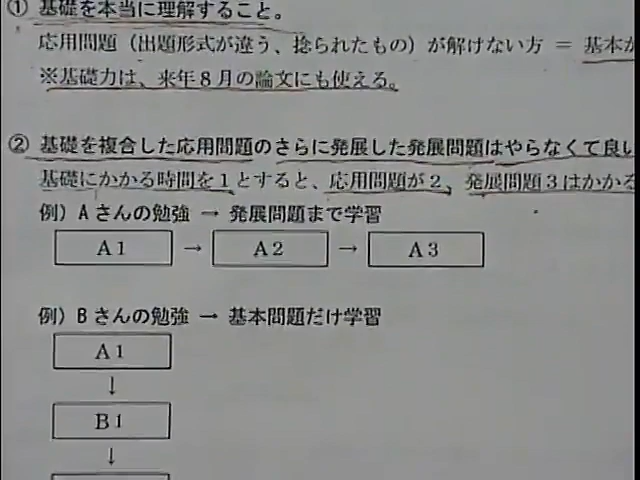 ① 基礎を本当に理解すること。
応用問題（出題形式が違う、捻られたもの）が解けない方 ＝ 基本が
※基礎力は、来年８月の論文にも使える。
② 基礎を複合した応用問題のさらに発展した発展問題はやらなくて良い
基礎にかかる時間を１とすると、応用問題が２、発展問題３はかかる
例）Ａさんの勉強 → 発展問題まで学習
Ａ１ → Ａ２ → Ａ３
例）Ｂさんの勉強 → 基本問題だけ学習
Ａ１
↓
Ｂ１
↓